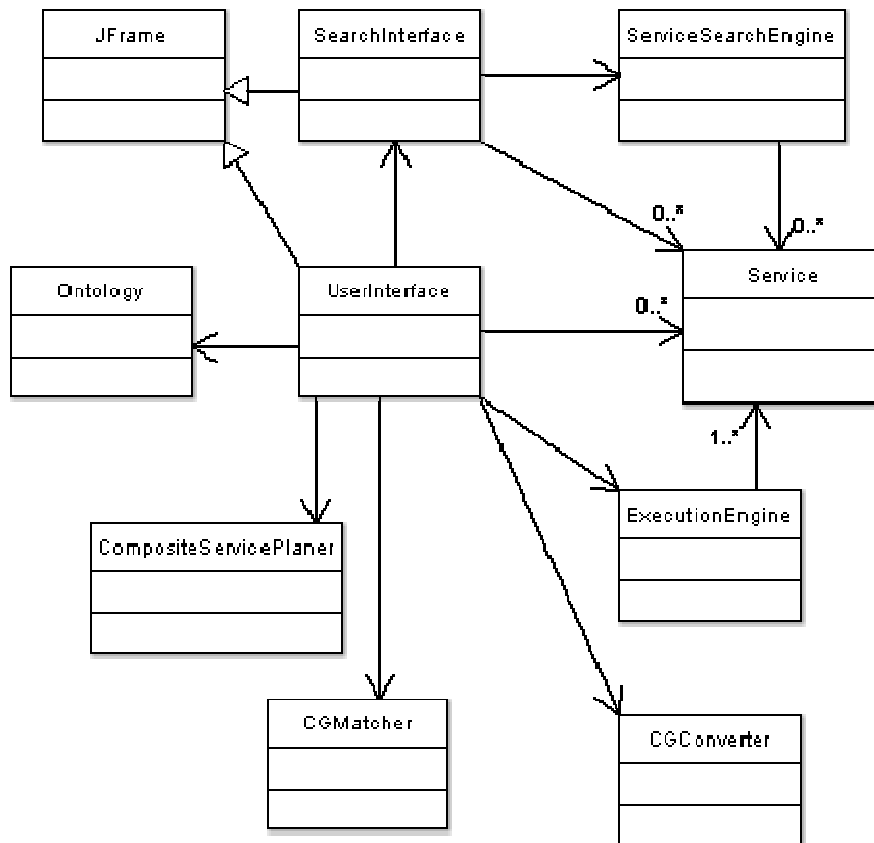 JFrame
SearchInterface
ServiceSearchEngine
0..*
0..*
Ontology
UserInterface
0..*
Service
1..*
CompositeServicePlaner
ExecutionEngine
CGMatcher
CGConverter